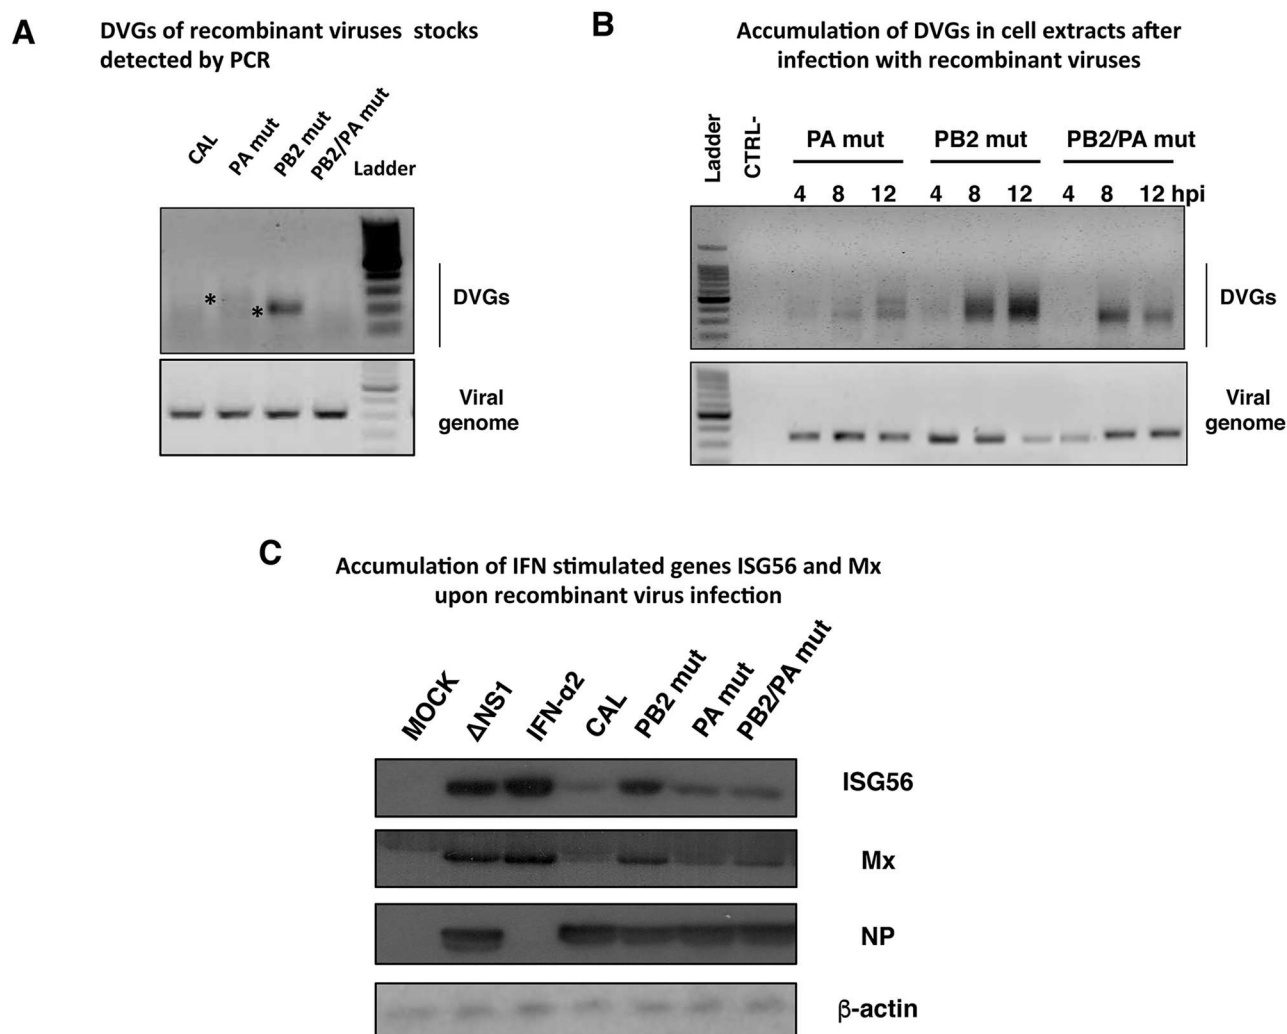 A
DVGs of recombinant viruses stocks
detected by PCR
CAL
PA mut
PB2 mut
PB2/PA mut
Ladder
*
*
DVGs
Viral
genome
B
Accumulation of DVGs in cell extracts after
infection with recombinant viruses
Ladder
CTRL-
PA mut
PB2 mut
PB2/PA mut
4 8 12 4 8 12 4 8 12 hpi
DVGs
Viral
genome
C
Accumulation of IFN stimulated genes ISG56 and Mx
upon recombinant virus infection
MOCK
ΔNS1
IFN-α2
CAL
PB2 mut
PA mut
PB2/PA mut
ISG56
Mx
NP
β-actin